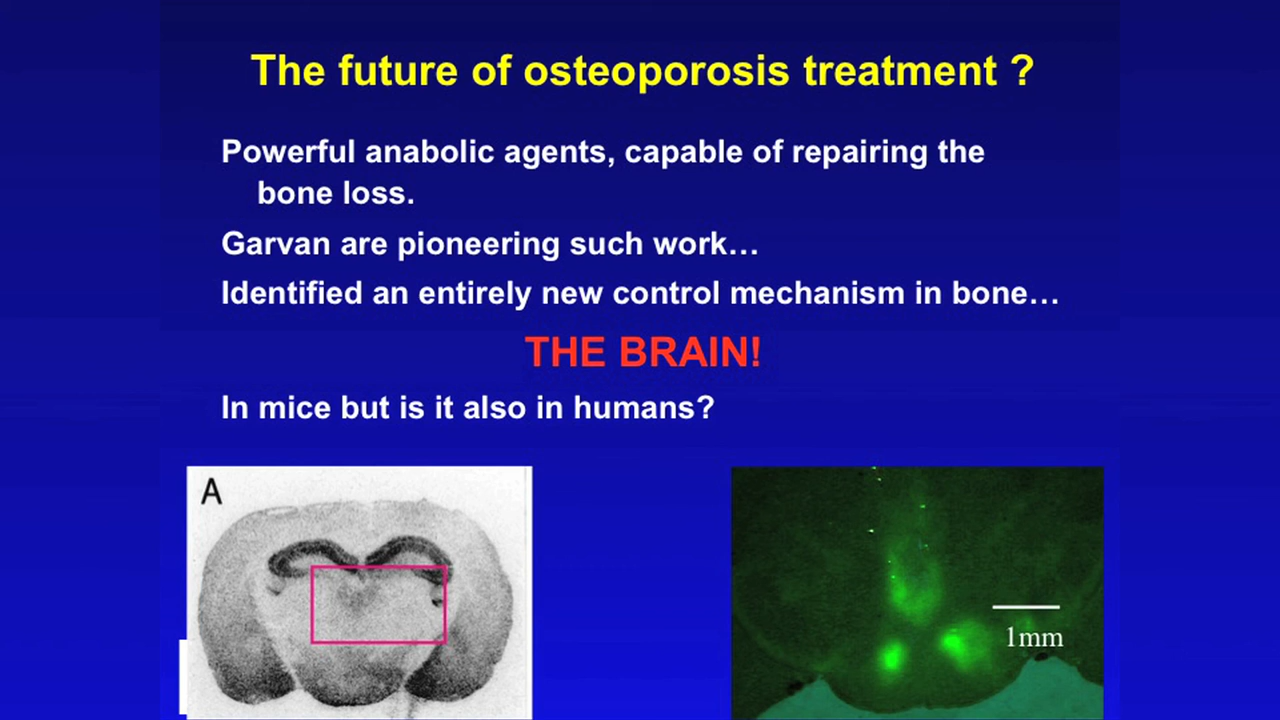 The future of osteoporosis treatment ?
Powerful anabolic agents, capable of repairing the
bone loss.
Garvan are pioneering such work…
Identified an entirely new control mechanism in bone…
THE BRAIN!
In mice but is it also in humans?
A
1mm